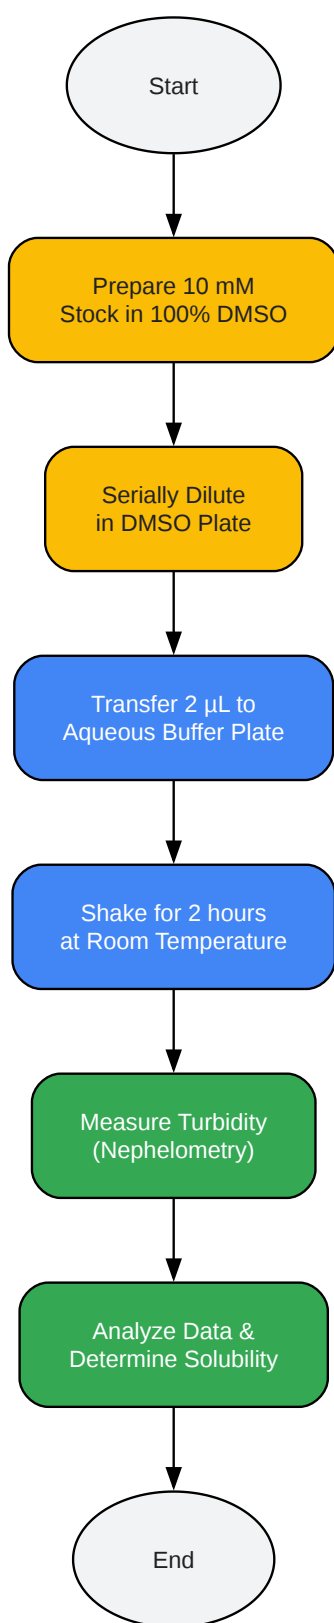 Start
Prepare 10 mM
Stock in 100% DMSO
Serially Dilute
in DMSO Plate
Transfer 2 µL to
Aqueous Buffer Plate
Shake for 2 hours
at Room Temperature
Measure Turbidity
(Nephelometry)
Analyze Data &
Determine Solubility
End